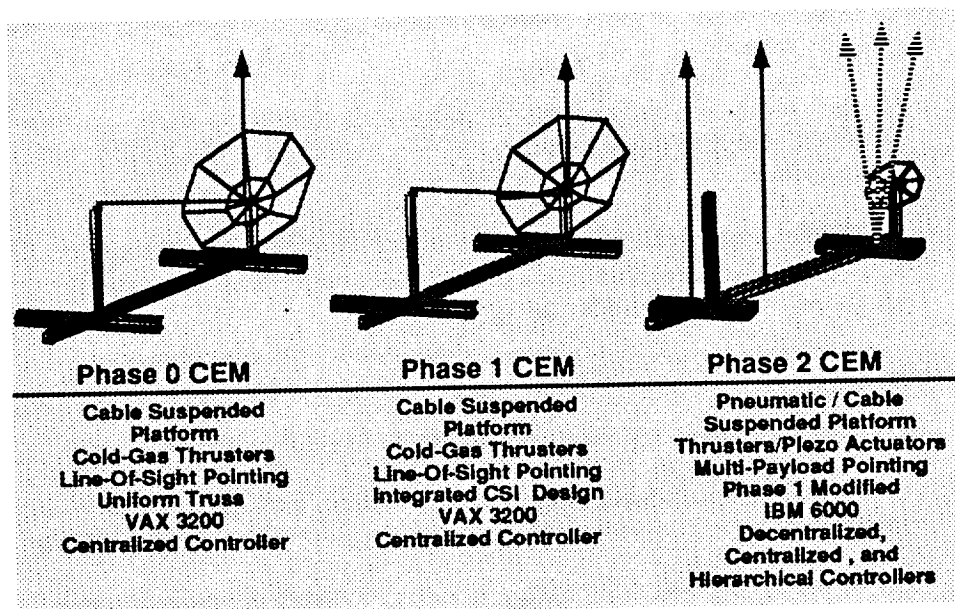 Phase 0 CEM
Cable Suspended
Platform
Cold-Gas Thrusters
Line-Of-Sight Pointing
Uniform Truss
VAX 3200
Centralized Controller
Phase 1 CEM
Cable Suspended
Platform
Cold-Gas Thrusters
Line-Of-Sight Pointing
Integrated CSI Design
VAX 3200
Centralized Controller
Phase 2 CEM
Pneumatic / Cable
Suspended Platform
Thrusters/Piezo Actuators
Multi-Payload Pointing
Phase 1 Modified
IBM 6000
Decentralized,
Centralized , and
Hierarchical Controllers